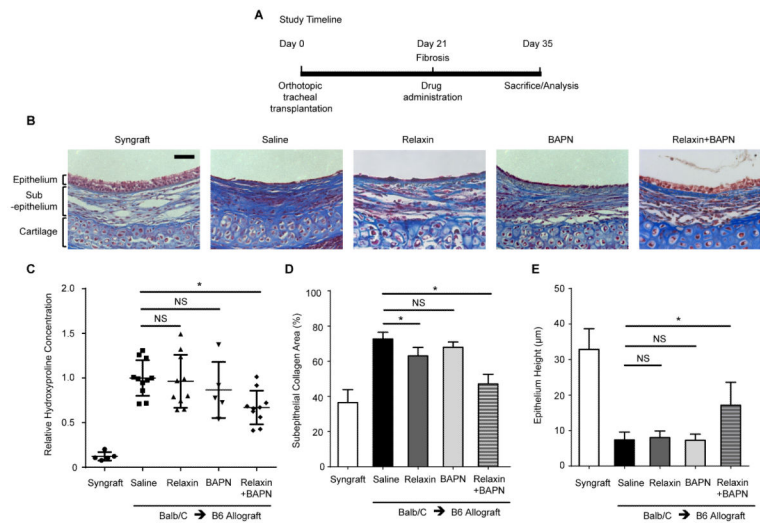 A
Study Timeline
Day 0 Day 21 Day 35
Fibrosis
Orthotopic tracheal transplantation
Drug administration
Sacrifice/Analysis
B
Syngraft Saline Relaxin BAPN Relaxin+BAPN
Epithelium
Sub
-epithelium
Cartilage
C
Relative Hydroxyproline Concentration
2.0
1.5
1.0
0.5
0
*
NS
NS
Syngraft Saline Relaxin BAPN Relaxin
+BAPN
Balb/C → B6 Allograft
D
Subepithelial Collagen Area (%)
100
80
60
40
20
0
*
NS
*
Syngraft Saline Relaxin BAPN Relaxin
+BAPN
Balb/C → B6 Allograft
E
Epithelium Height (µm)
50
40
30
20
10
0
*
NS
NS
Syngraft Saline Relaxin BAPN Relaxin
+BAPN
Balb/C → B6 Allograft